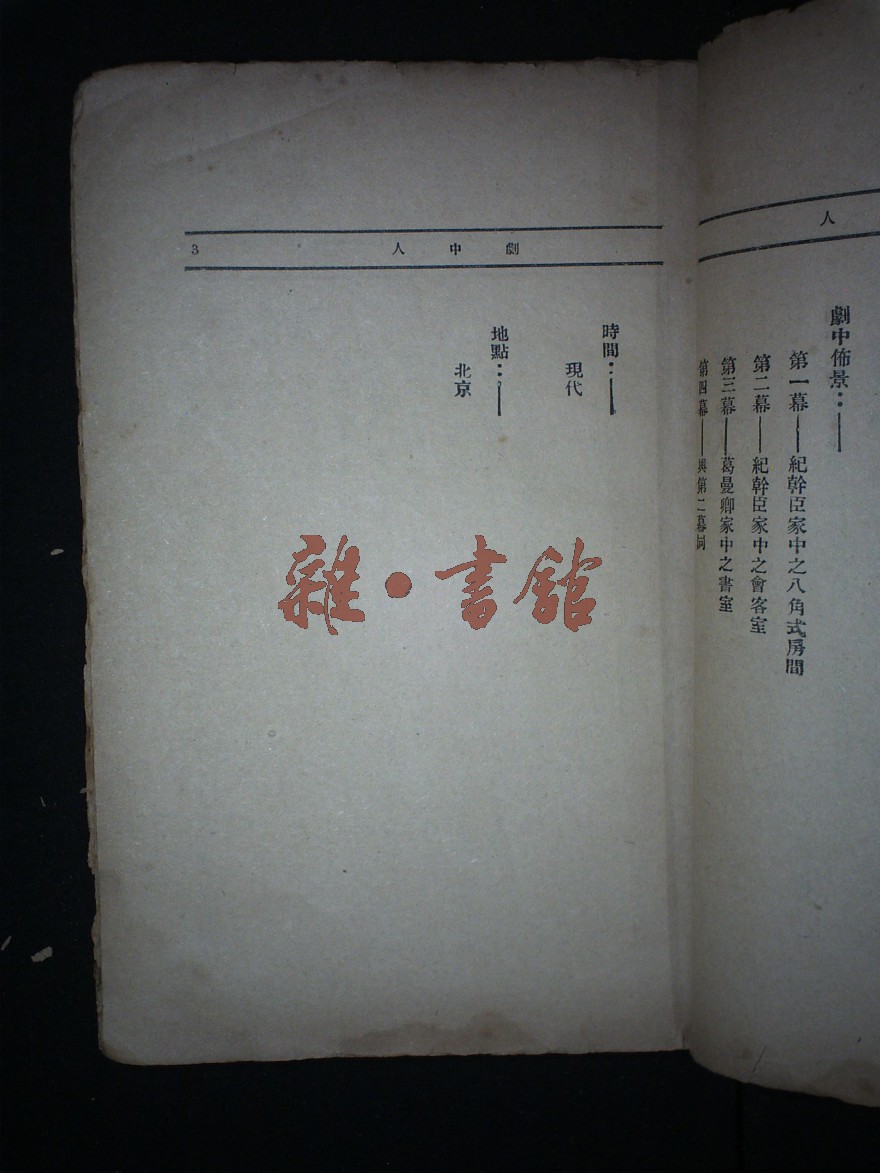 人
劇中佈景：——
第一幕——紀幹臣家中之八角式房間
第二幕——紀幹臣家中之會客室
第三幕——葛曼卿家中之書室
第四幕——與第二幕同
劇中人
3
時間：——
現代
地點：——
北京
雜·書館